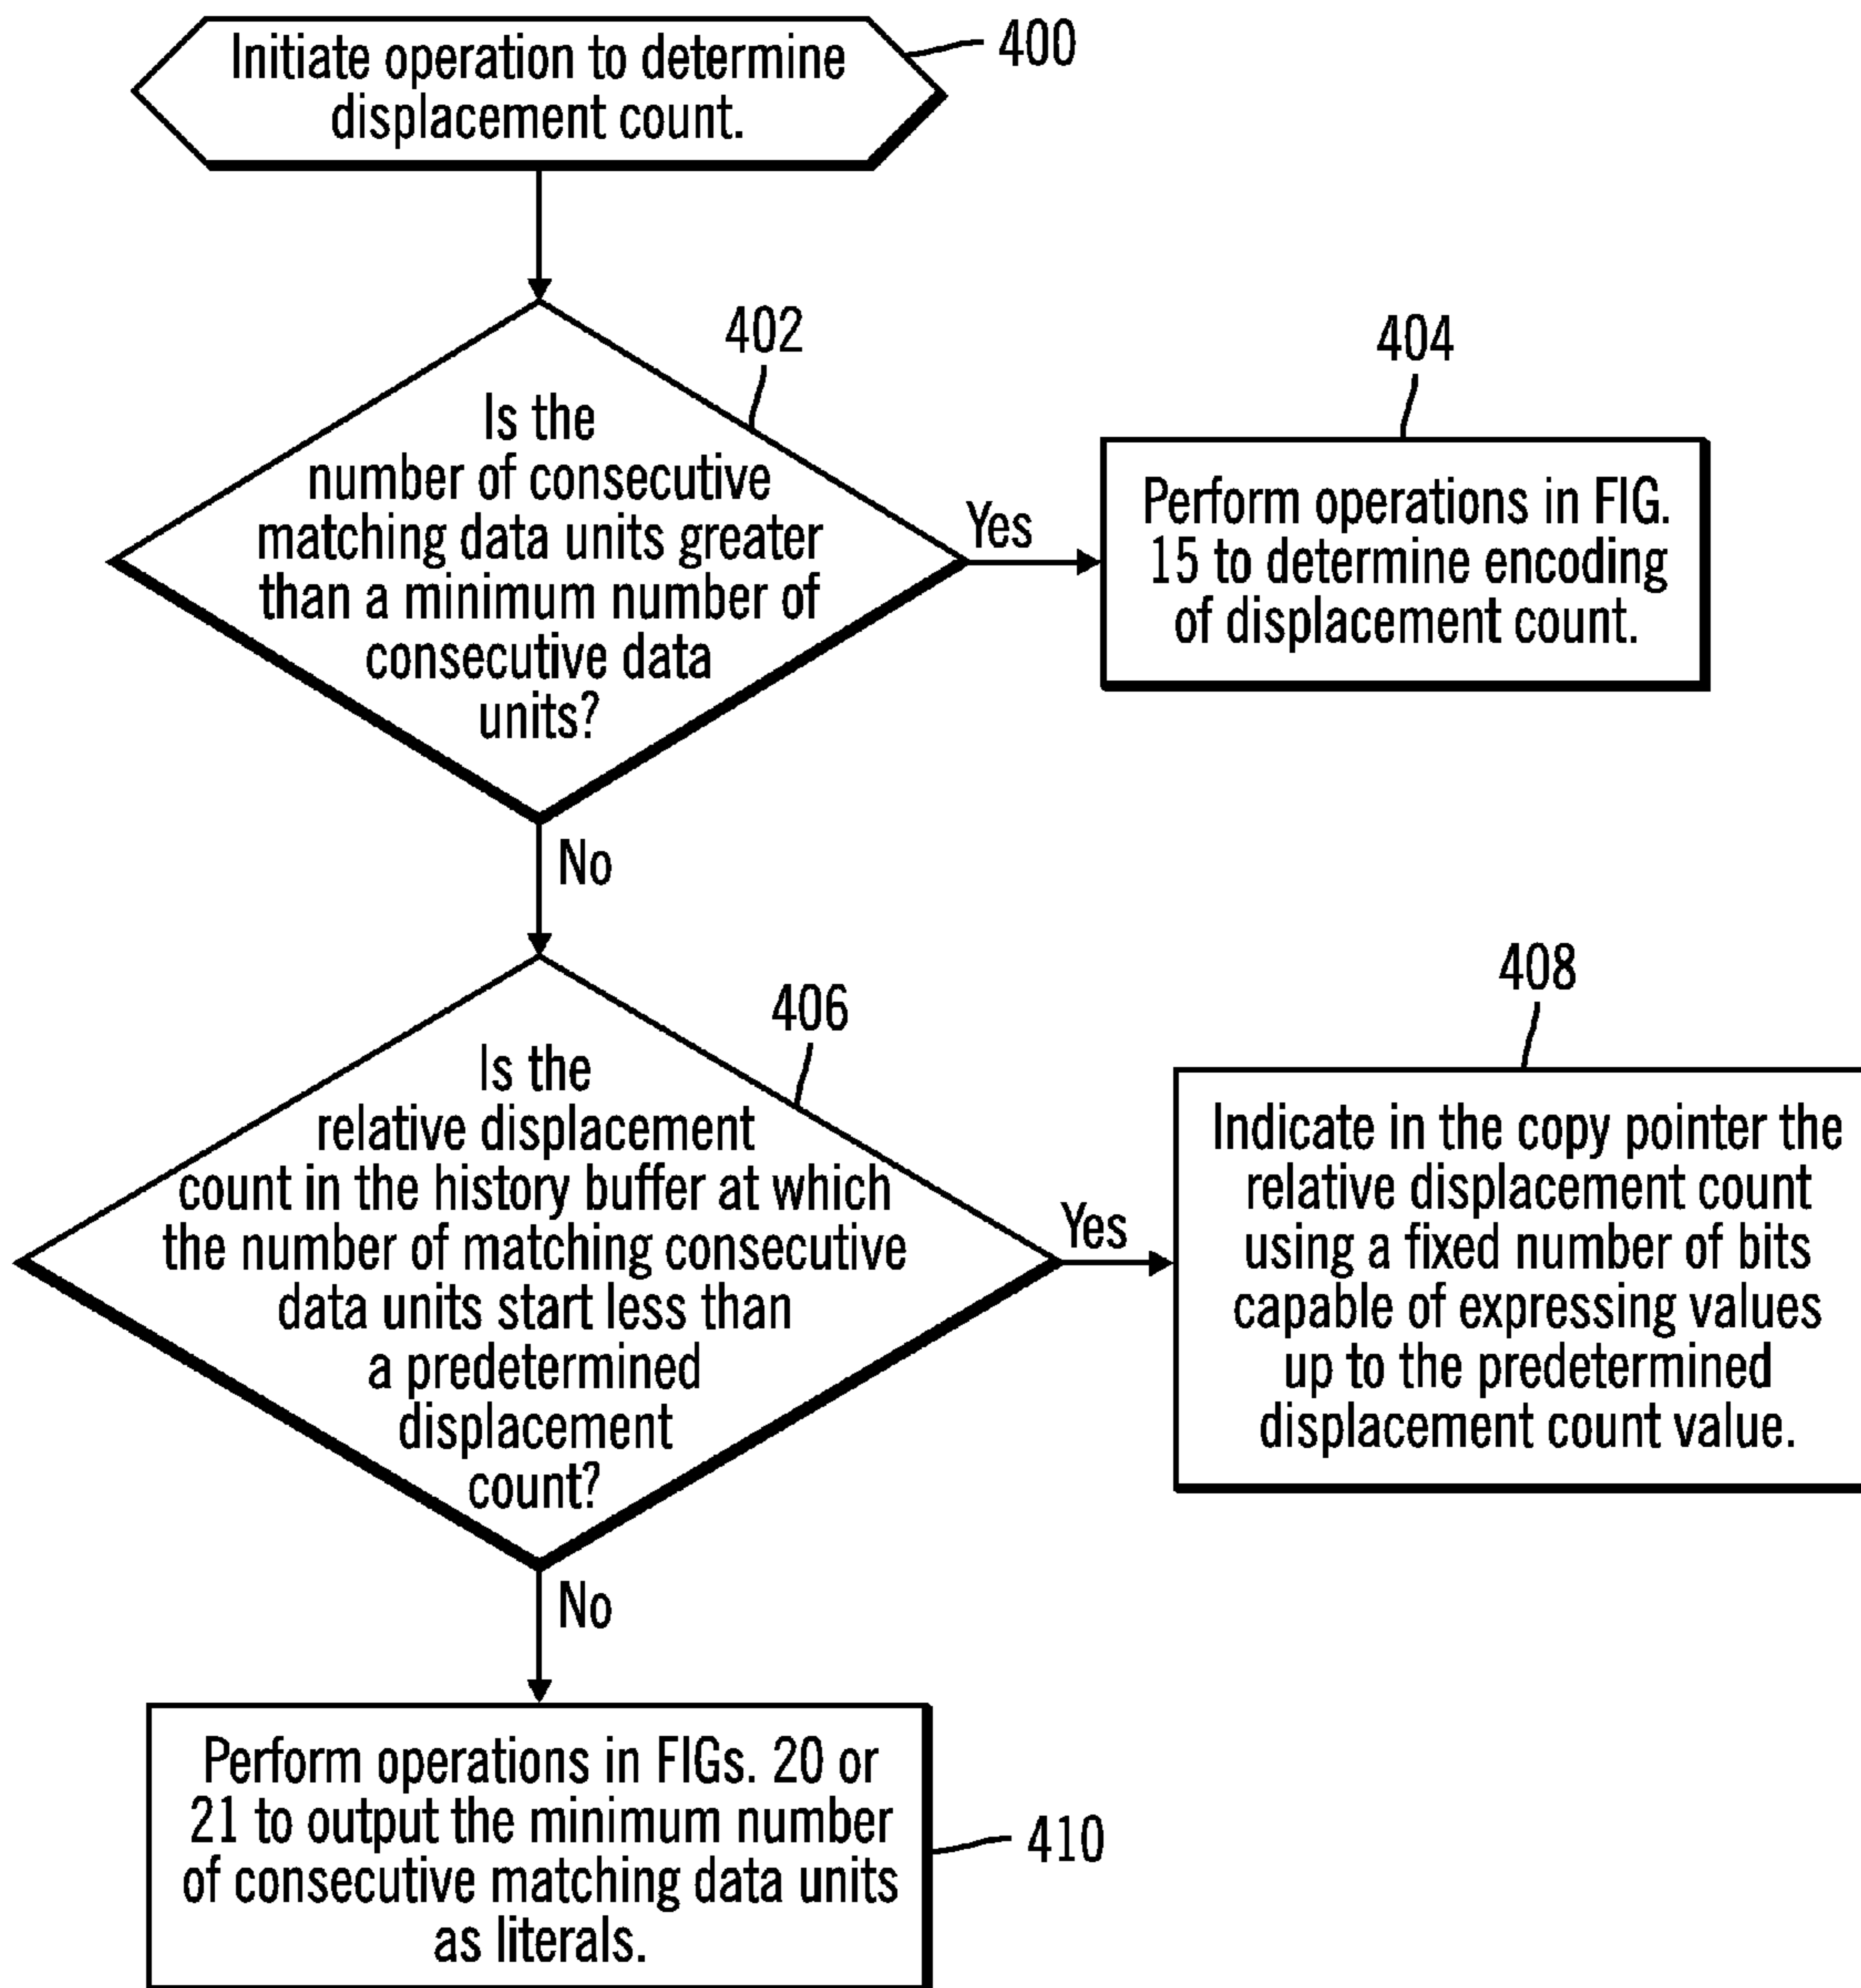 Initiate operation to determine
displacement count.
400
402
Is the
number of consecutive
matching data units greater
than a minimum number of
consecutive data
units?
Yes
404
Perform operations in FIG.
15 to determine encoding
of displacement count.
No
406
Is the
relative displacement
count in the history buffer at which
the number of matching consecutive
data units start less than
a predetermined
displacement
count?
Yes
408
Indicate in the copy pointer the
relative displacement count
using a fixed number of bits
capable of expressing values
up to the predetermined
displacement count value.
No
Perform operations in FIGs. 20 or
21 to output the minimum number
of consecutive matching data units
as literals.
410